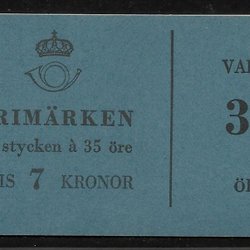 RIMÄRKEN
stycken à 35 öre
IS 7 KRONOR
VA
3
ö